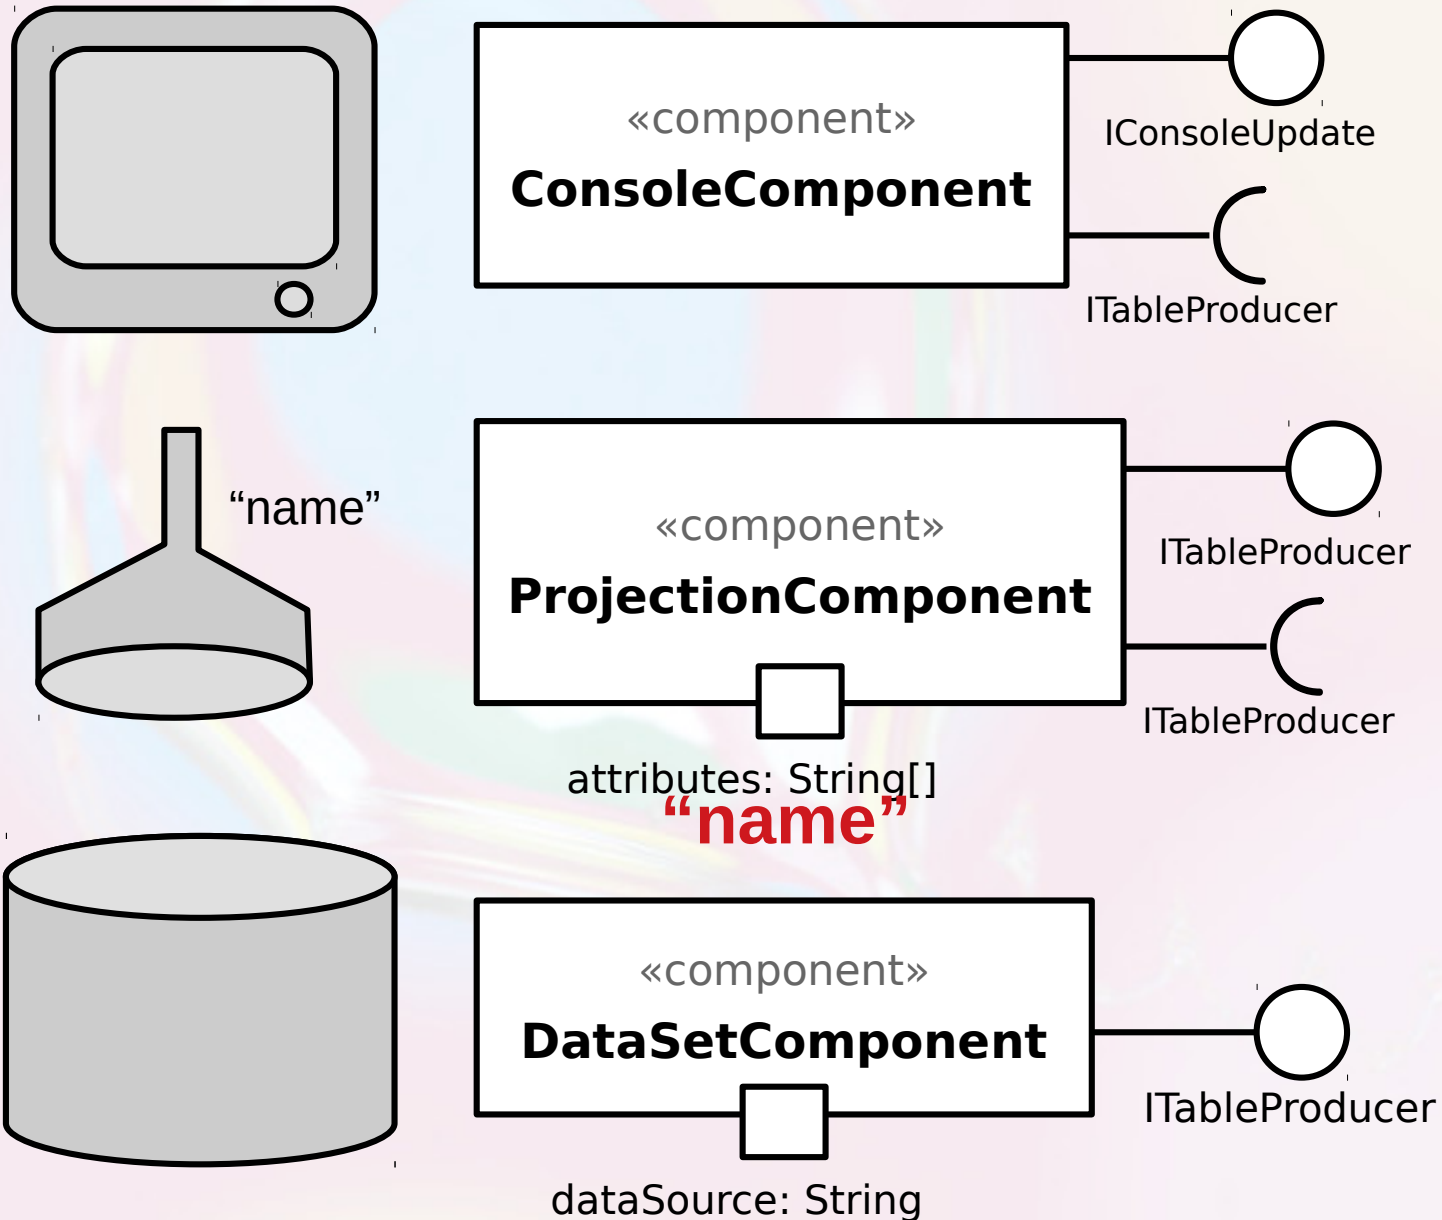 «component»
ConsoleComponent
IConsoleUpdate
ITableProducer
“name”
«component»
ProjectionComponent
ITableProducer
ITableProducer
attributes: String[]
“name”
«component»
DataSetComponent
ITableProducer
dataSource: String